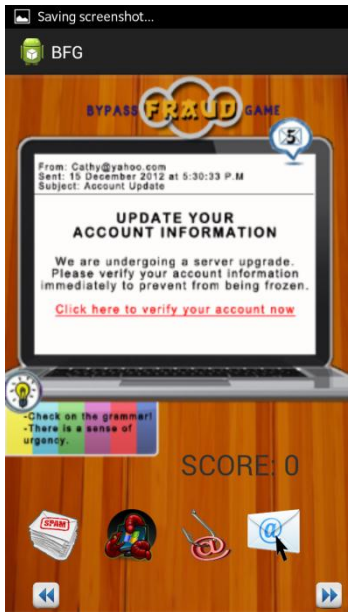 Saving screenshot...
BFG
BYPASS FRAUD GAME
5
From: Cathy@yahoo.com
Sent: 15 December 2012 at 5:30:33 P.M
Subject: Account Update
UPDATE YOUR
ACCOUNT INFORMATION
We are undergoing a server upgrade.
Please verify your account information
immediately to prevent from being frozen.
Click here to verify your account now
-Check on the grammar!
-There is a sense of
urgency.
SCORE: 0
SPAM
@
@